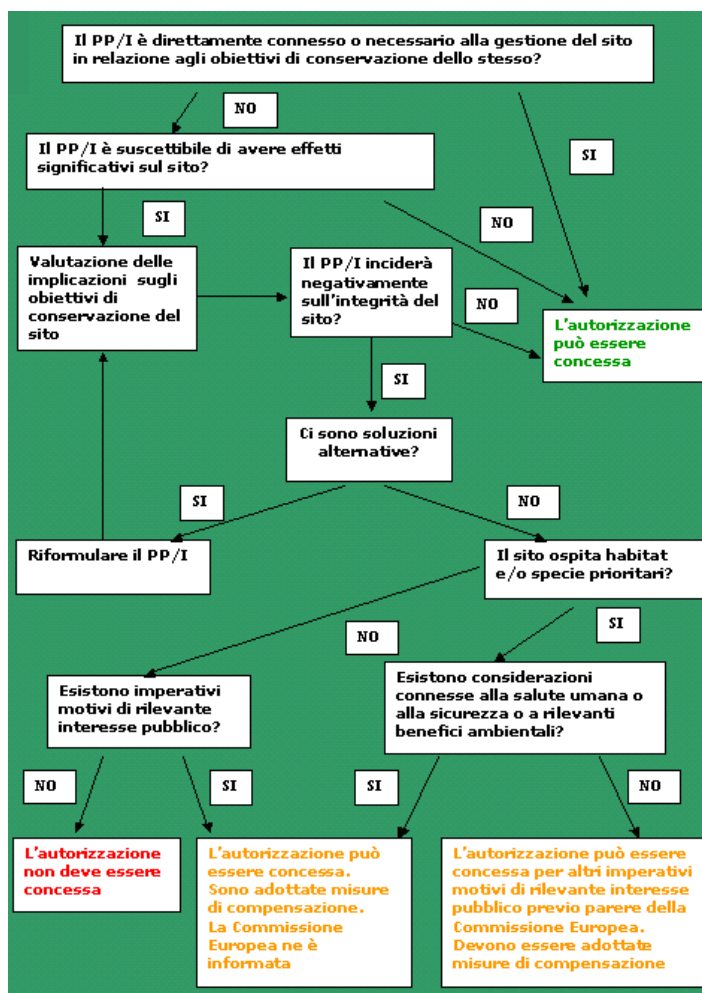 Il PP/I è direttamente connesso o necessario alla gestione del sito
in relazione agli obiettivi di conservazione dello stesso?
NO
SI
Il PP/I è suscettibile di avere effetti
significativi sul sito?
SI
NO
Valutazione delle
implicazioni sugli
obiettivi di
conservazione del
sito
Il PP/I inciderà
negativamente
sull'integrità del
sito?
NO
L'autorizzazione
può essere
concessa
SI
Ci sono soluzioni
alternative?
SI
NO
Riformulare il PP/I
Il sito ospita habitat
e/o specie prioritari?
NO
SI
Esistono imperativi
motivi di rilevante
interesse pubblico?
Esistono considerazioni
connesse alla salute umana o
alla sicurezza o a rilevanti
benefici ambientali?
NO
SI
SI
NO
L'autorizzazione
non deve essere
concessa
L'autorizzazione può
essere concessa.
Sono adottate misure
di compensazione.
La Commissione
Europea ne è
informata
L'autorizzazione può essere
concessa per altri imperativi
motivi di rilevante interesse
pubblico previo parere della
Commissione Europea.
Devono essere adottate
misure di compensazione